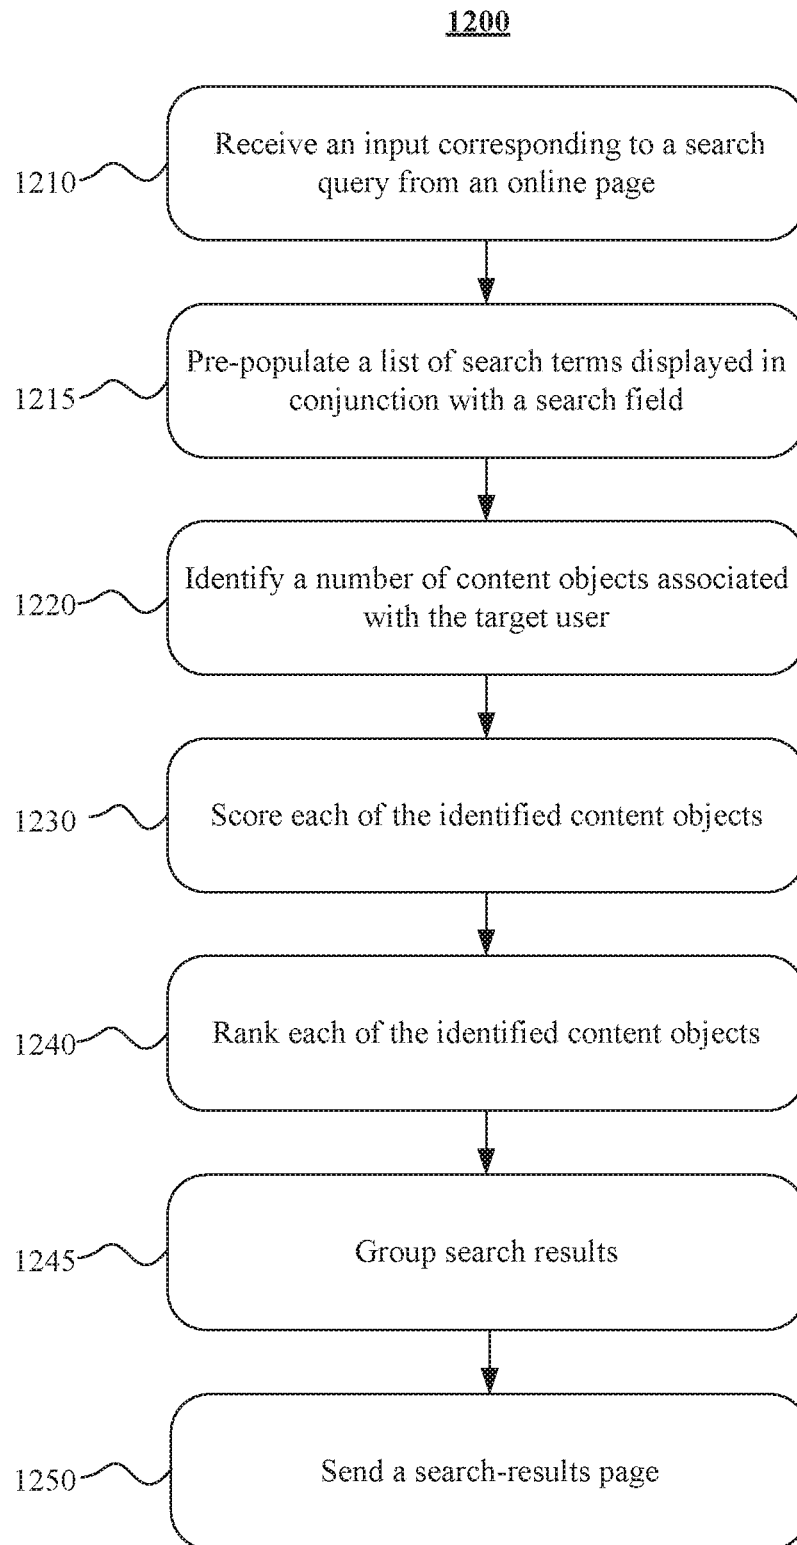 1200
Receive an input corresponding to a search
query from an online page
1210
Pre-populate a list of search terms displayed in
conjunction with a search field
1215
Identify a number of content objects associated
with the target user
1220
Score each of the identified content objects
1230
Rank each of the identified content objects
1240
Group search results
1245
Send a search-results page
1250